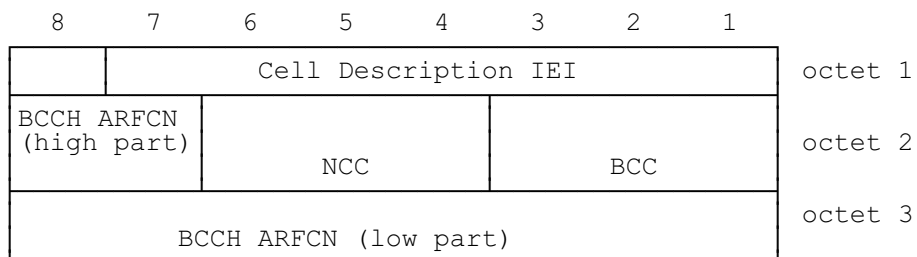 8 7 6 5 4 3 2 1
Cell Description IEI octet 1
BCCH ARFCN
(high part) octet 2
NCC BCC
octet 3
BCCH ARFCN (low part)